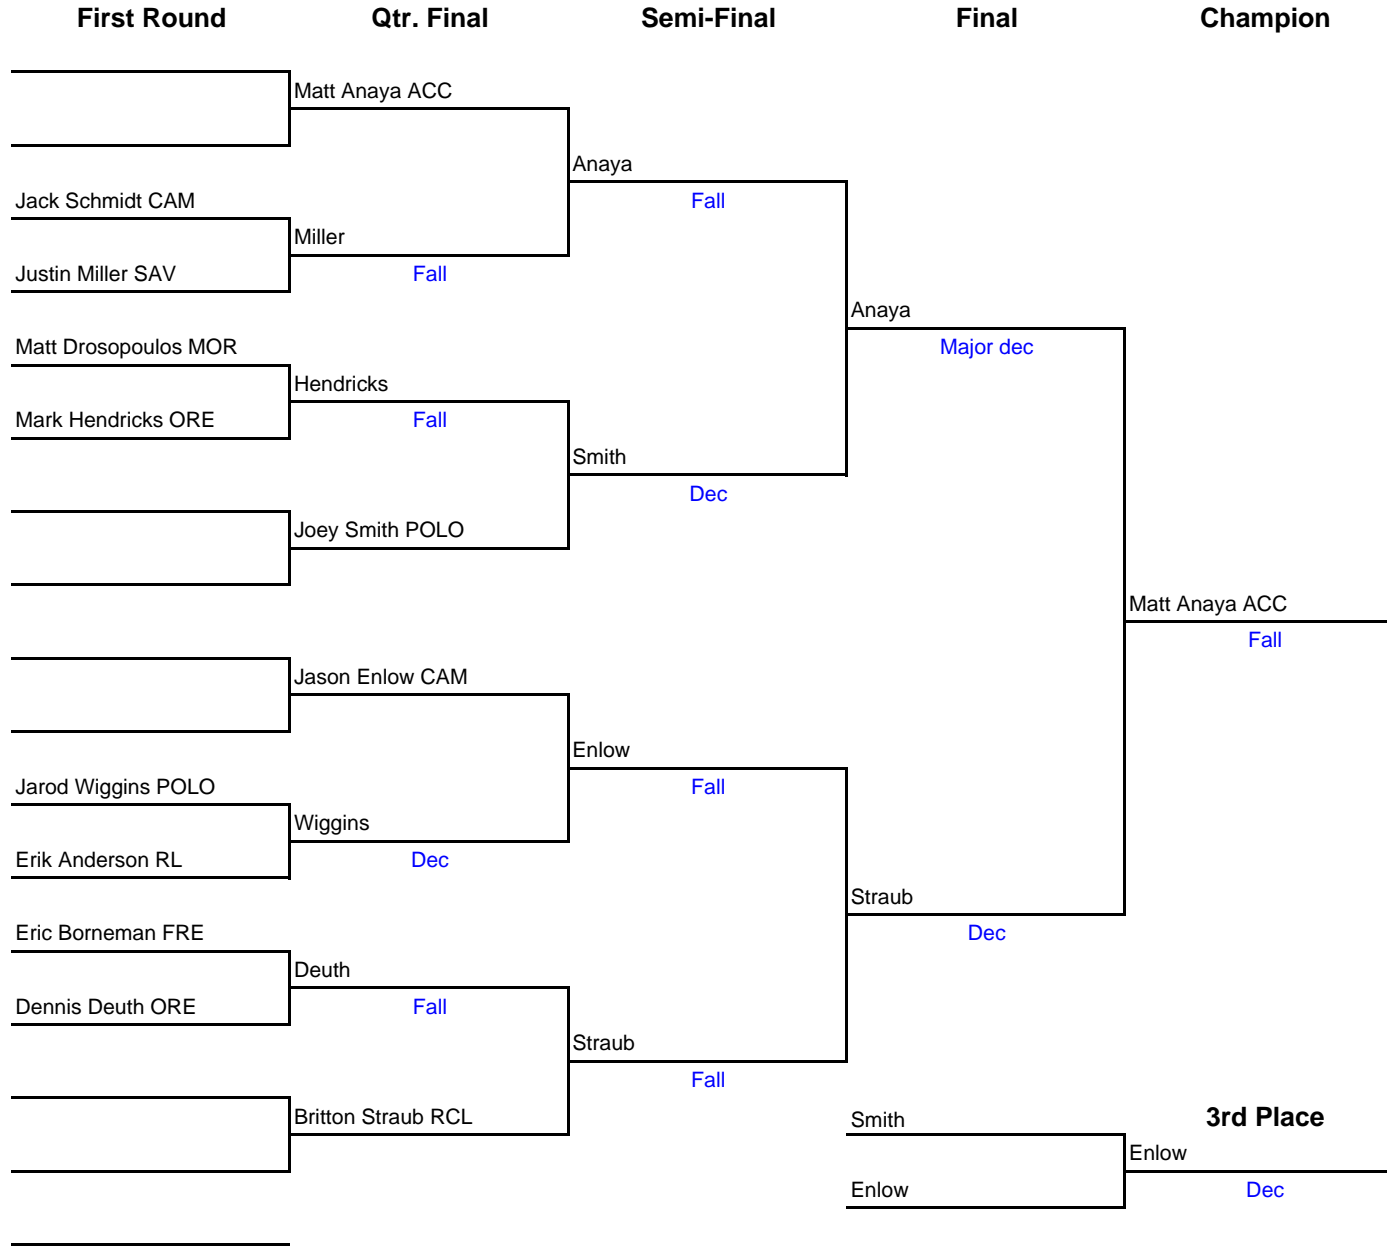 First Round Qtr. Final Semi-Final Final Champion
Matt Anaya ACC
Anaya
Jack Schmidt CAM Fall
Miller
Justin Miller SAV Fall
Anaya
Matt Drosopoulos MOR Major dec
Hendricks
Mark Hendricks ORE Fall
Smith
Dec
Joey Smith POLO
Matt Anaya ACC
Fall
Jason Enlow CAM
Enlow
Jarod Wiggins POLO Fall
Wiggins
Erik Anderson RL Dec
Straub
Eric Borneman FRE Dec
Deuth
Dennis Deuth ORE Fall
Straub
Fall
Britton Straub RCL Smith 3rd Place
Enlow
Enlow Dec